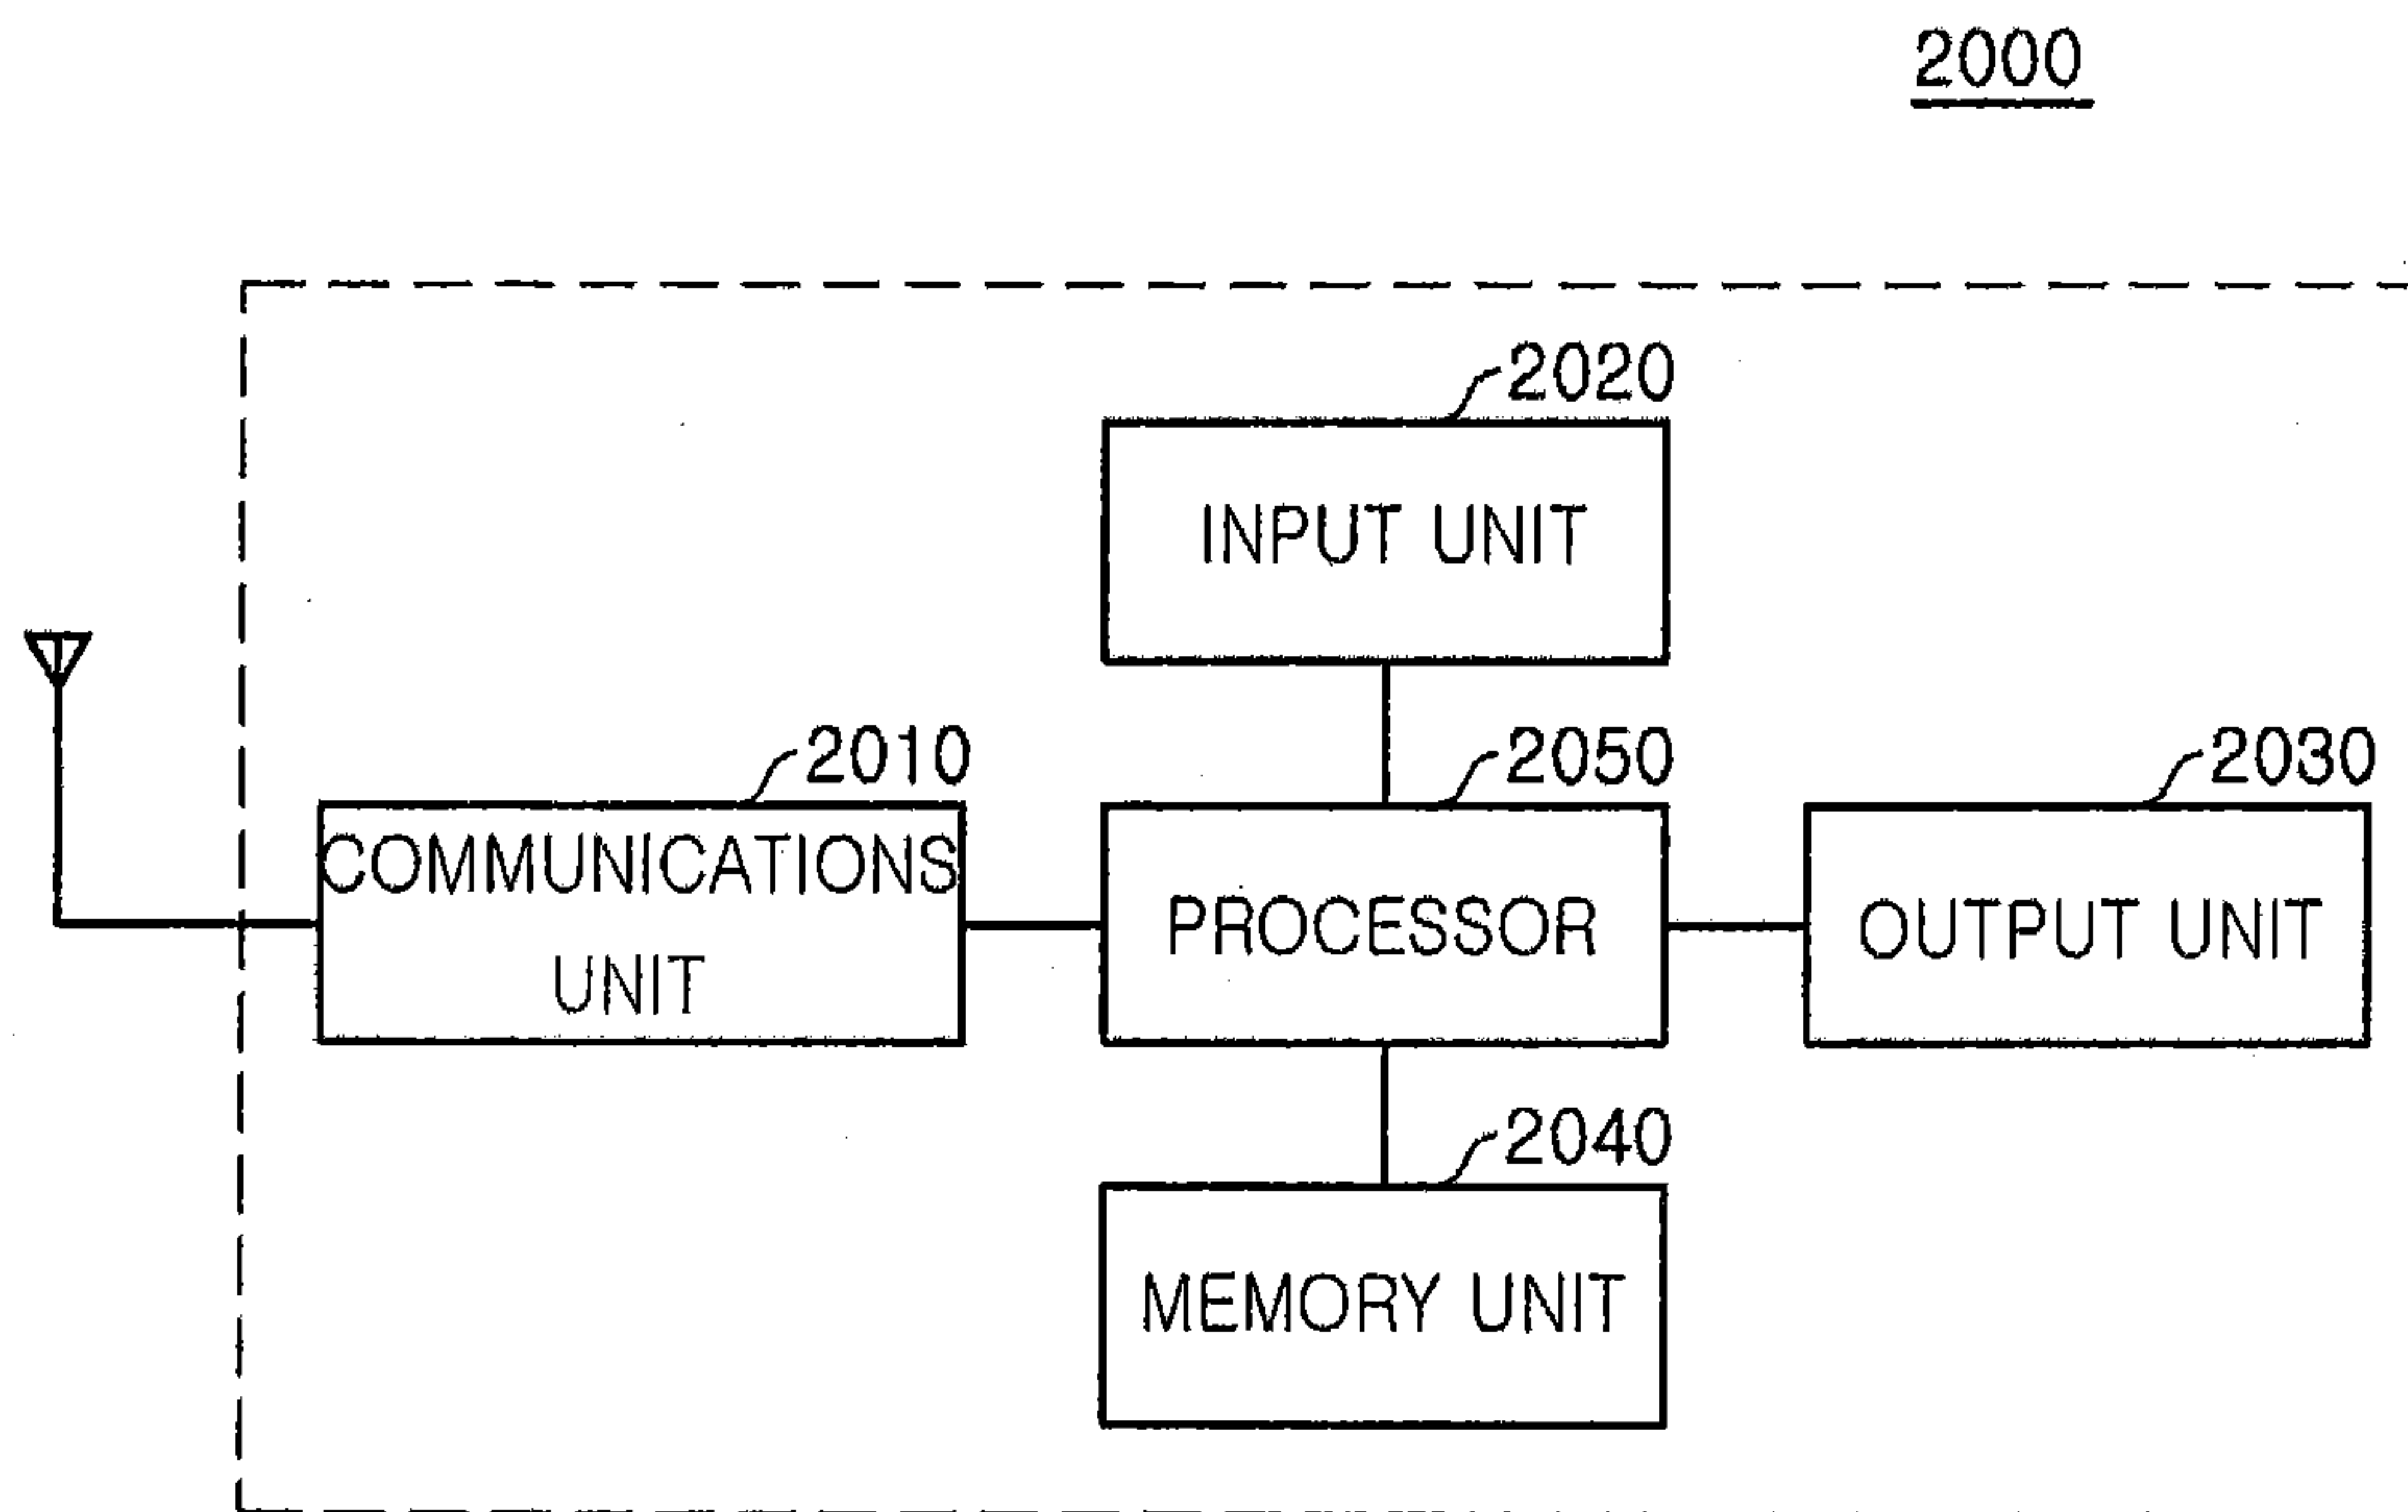 2000
2020
INPUT UNIT
2010
2050
2030
COMMUNICATIONS
UNIT
PROCESSOR
OUTPUT UNIT
2040
MEMORY UNIT